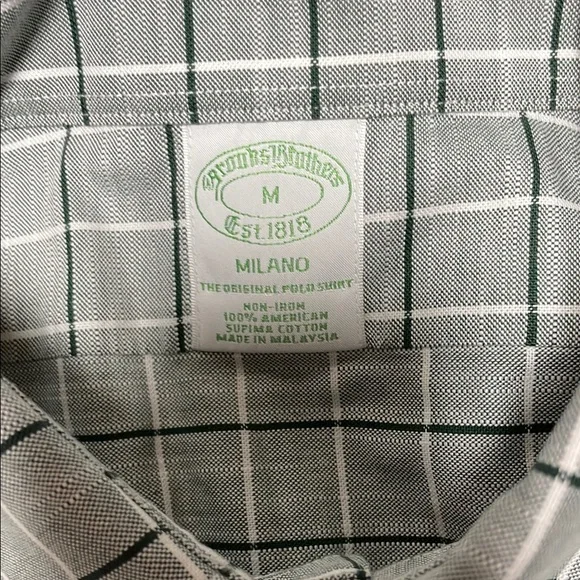 Brooks Brothers
M
Est. 1818
MILANO
THE ORIGINAL POLO SHIRT
NON-IRON
100% AMERICAN
SUPIMA COTTON
MADE IN MALAYSIA